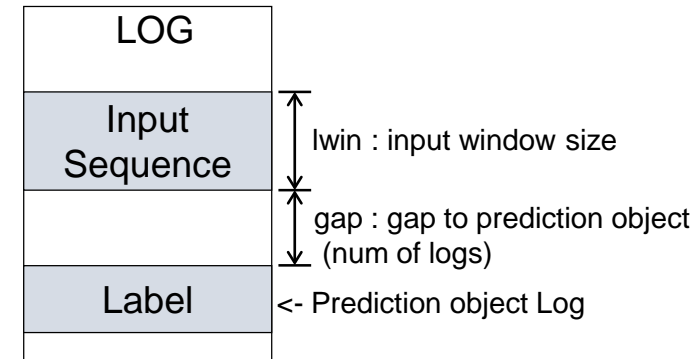 LOG
Input
Sequence
lwin : input window size
gap : gap to prediction object
(num of logs)
Label
<- Prediction object Log